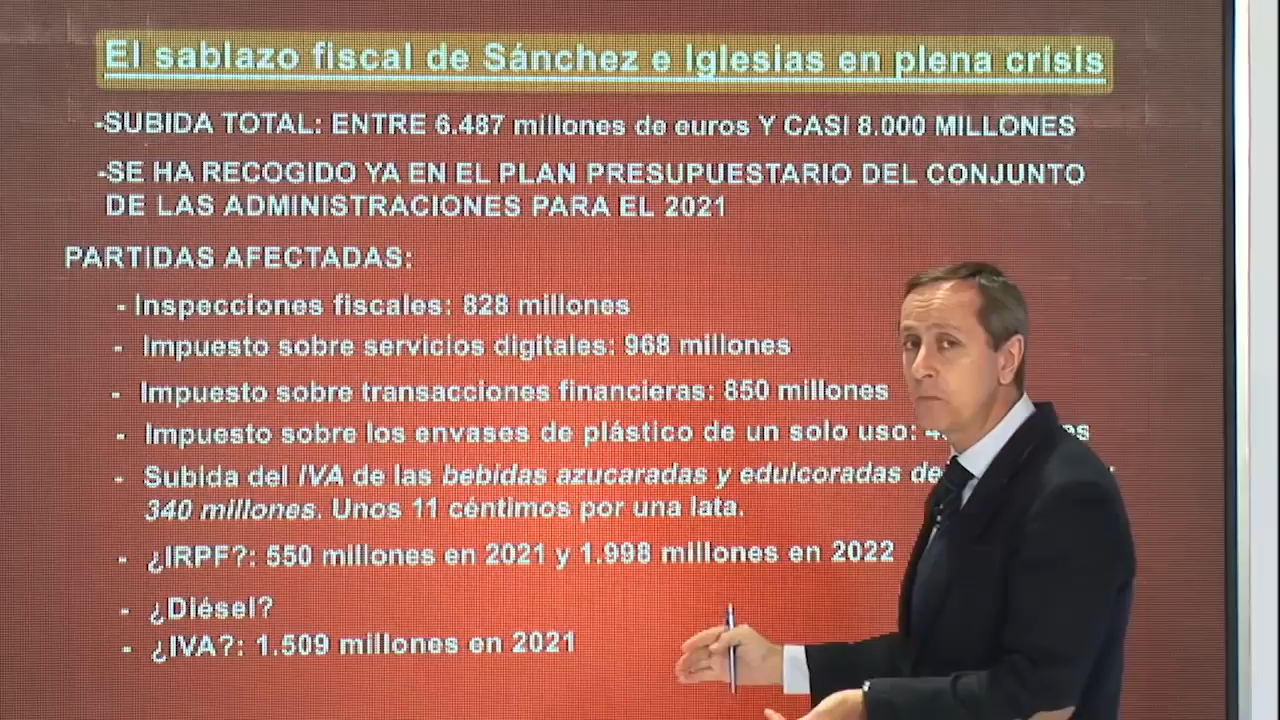 El sablazo fiscal de Sánchez e Iglesias en plena crisis
-SUBIDA TOTAL: ENTRE 6.487 millones de euros Y CASI 8.000 MILLONES
-SE HA RECOGIDO YA EN EL PLAN PRESUPUESTARIO DEL CONJUNTO
DE LAS ADMINISTRACIONES PARA EL 2021
PARTIDAS AFECTADAS:
- Inspecciones fiscales: 828 millones
- Impuesto sobre servicios digitales: 968 millones
- Impuesto sobre transacciones financieras: 850 millones
- Impuesto sobre los envases de plástico de un solo uso:
- Subida del IVA de las bebidas azucaradas y edulcoradas
340 millones. Unos 11 céntimos por una lata.
- ¿IRPF?: 550 millones en 2021 y 1.998 millones en 2022
- ¿Diésel?
- ¿IVA?: 1.509 millones en 2021